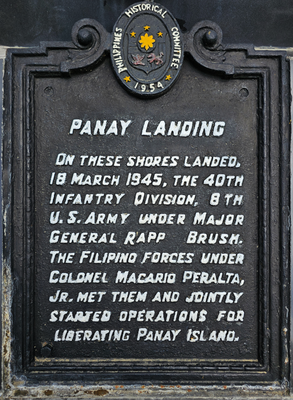 PHILIPPINES HISTORICAL COMMITTEE
1954
PANAY LANDING
ON THESE SHORES LANDED,
18 MARCH 1945, THE 40TH
INFANTRY DIVISION, 8TH
U.S. ARMY UNDER MAJOR
GENERAL RAPP BRUSH.
THE FILIPINO FORCES UNDER
COLONEL MACARIO PERALTA,
JR. MET THEM AND JOINTLY
STARTED OPERATIONS FOR
LIBERATING PANAY ISLAND.